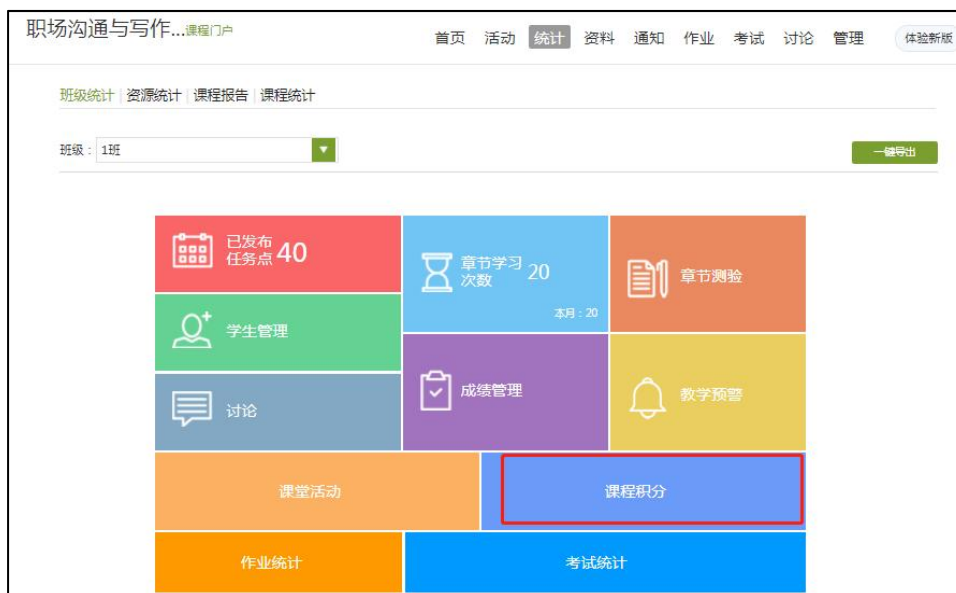 职场沟通与写作...课程门户
首页 活动 统计 资料 通知 作业 考试 讨论 管理 体验新版
班级统计 | 资源统计 | 课程报告 | 课程统计
班级： 1班
一键导出
已发布
任务点 40
章节学习
次数 20
本月：20
章节测验
学生管理
成绩管理
教学预警
讨论
课堂活动
课程积分
作业统计
考试统计